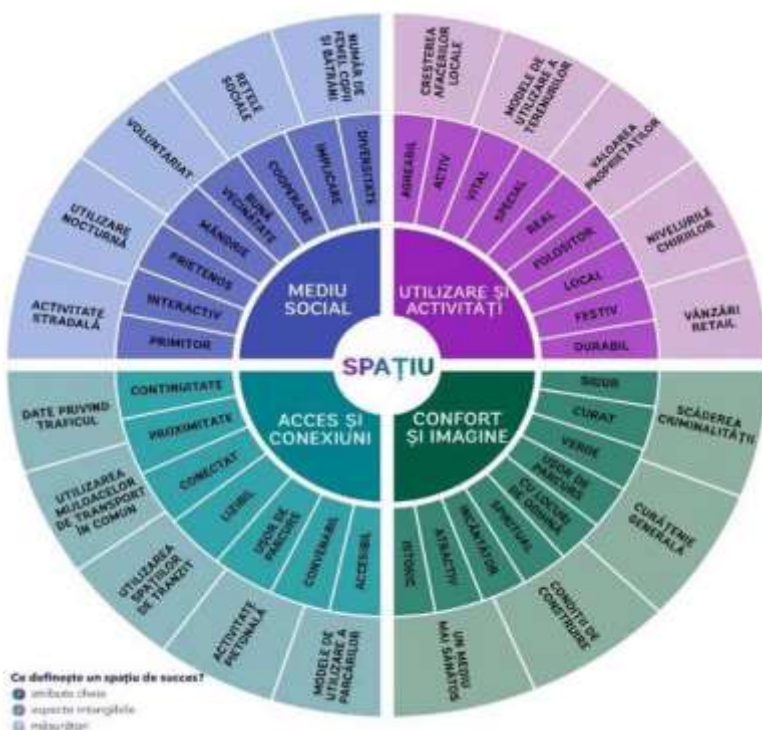 NUMĂR DE
FEMEI, COPII
ȘI BĂTRÂNI
REȚELE
SOCIALE
VOLUNTARIAT
UTILIZARE
NOCTURNĂ
ACTIVITATE
STRADALĂ
DIVERSITATE
IMPLICARE
COOPERARE
BUNĂ
VECINĂTATE
MÂNDRIE
PRIETENOS
INTERACTIV
PRIMITOR
MEDIU
SOCIAL
CREȘTEREA
AFACERILOR
LOCALE
MODELE DE
UTILIZARE A
TERENURILOR
VALOAREA
PROPRIETĂȚILOR
NIVELURILE
CHIRIILOR
VÂNZĂRI
RETAIL
AGREABIL
ACTIV
VITAL
SPECIAL
REAL
FOLOSITOR
LOCAL
FESTIV
DURABIL
UTILIZARE ȘI
ACTIVITĂȚI
SPAȚIU
ACCES ȘI
CONEXIUNI
CONTINUITATE
PROXIMITATE
CONECTAT
LIZIBIL
UȘOR DE
PARCURS
CONVENABIL
ACCESIBIL
DATE PRIVIND
TRAFICUL
UTILIZAREA
MIJLOACELOR
DE TRANSPORT
ÎN COMUN
UTILIZAREA
SPAȚIILOR
DE TRANZIT
ACTIVITATE
PIETONALĂ
MODELE DE
UTILIZARE A
PARCĂRILOR
CONFORT
ȘI IMAGINE
SIGUR
CURAT
VERDE
UȘOR DE
PARCURS
CU LOCURI
DE ODIHNĂ
SPIRITUAL
INCÂNTATOR
ATRACTIV
ISTORIC
SCĂDEREA
CRIMINALITĂȚII
CURĂȚENIE
GENERALĂ
CONDIȚII DE
CONSTRUIRE
UN MEDIU
MAI SĂNĂTOS
Ce definește un spațiu de succes?
atribute cheie
aspecte intangibile
măsurători